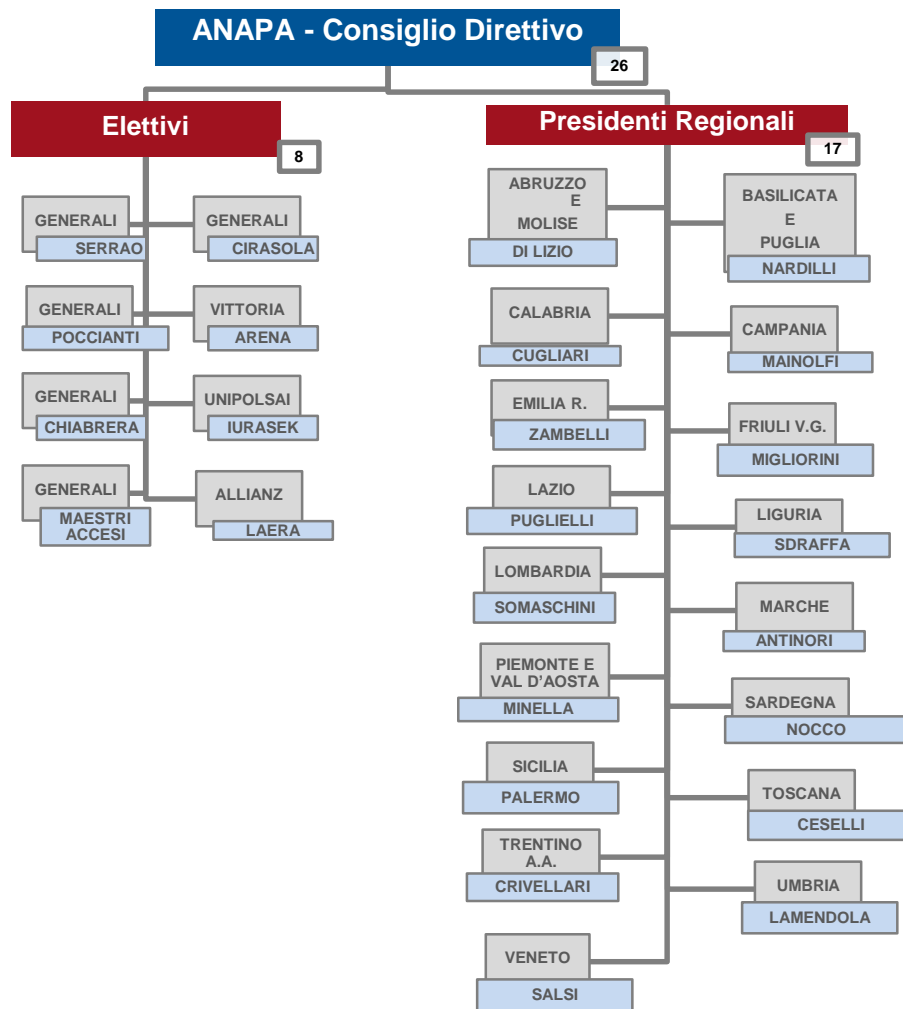 ANAPA - Consiglio Direttivo
26
Elettivi
8
GENERALI
SERRAO
GENERALI
CIRASOLA
GENERALI
POCCIANTI
VITTORIA
ARENA
GENERALI
CHIABRERA
UNIPOLSAI
IURASEK
GENERALI
MAESTRI
ACCESI
ALLIANZ
LAERA
Presidenti Regionali
17
ABRUZZO
E
MOLISE
DI LIZIO
BASILICATA
E
PUGLIA
NARDILLI
CALABRIA
CUGLIARI
CAMPANIA
MAINOLFI
EMILIA R.
ZAMBELLI
FRIULI V.G.
MIGLIORINI
LAZIO
PUGLIELLI
LIGURIA
SDRAFFA
LOMBARDIA
SOMASCHINI
MARCHE
ANTINORI
PIEMONTE E
VAL D'AOSTA
MINELLA
SARDEGNA
NOCCO
SICILIA
PALERMO
TOSCANA
CESELLI
TRENTINO
A.A.
CRIVELLARI
UMBRIA
LAMENDOLA
VENETO
SALSI